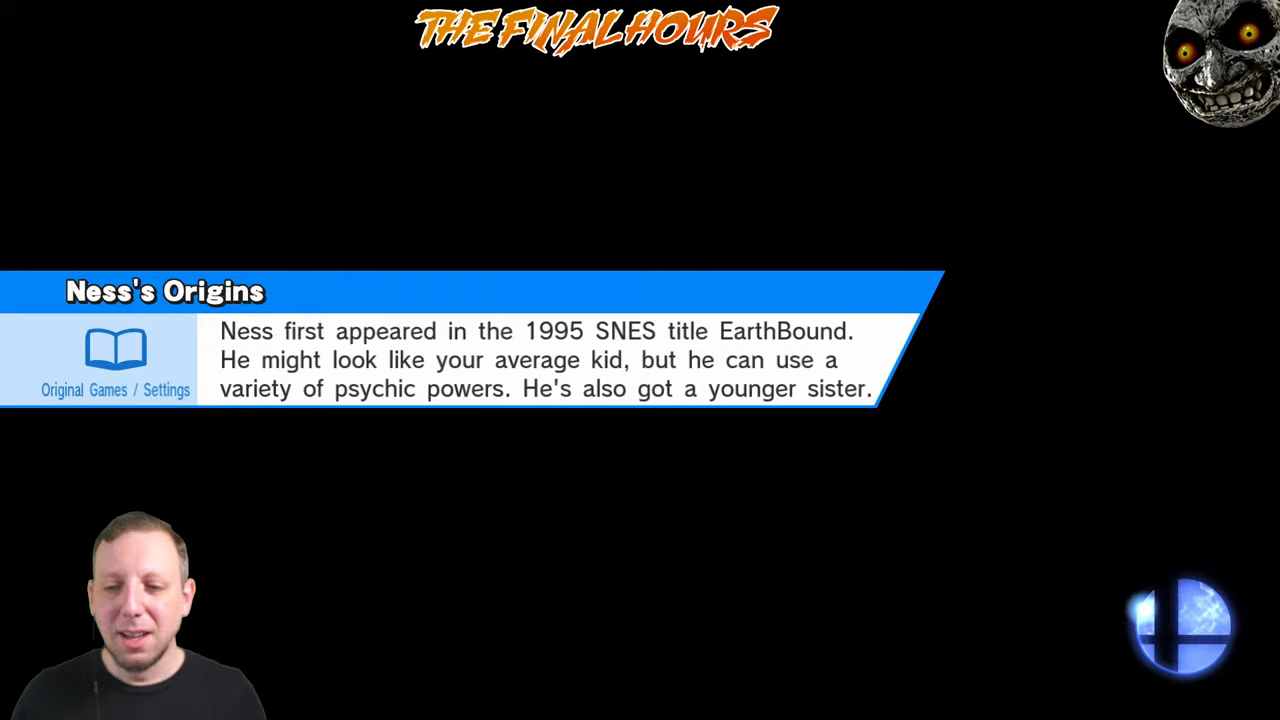 THE FINAL HOURS
Ness's Origins
Ness first appeared in the 1995 SNES title EarthBound.
He might look like your average kid, but he can use a
variety of psychic powers. He's also got a younger sister.
Original Games / Settings